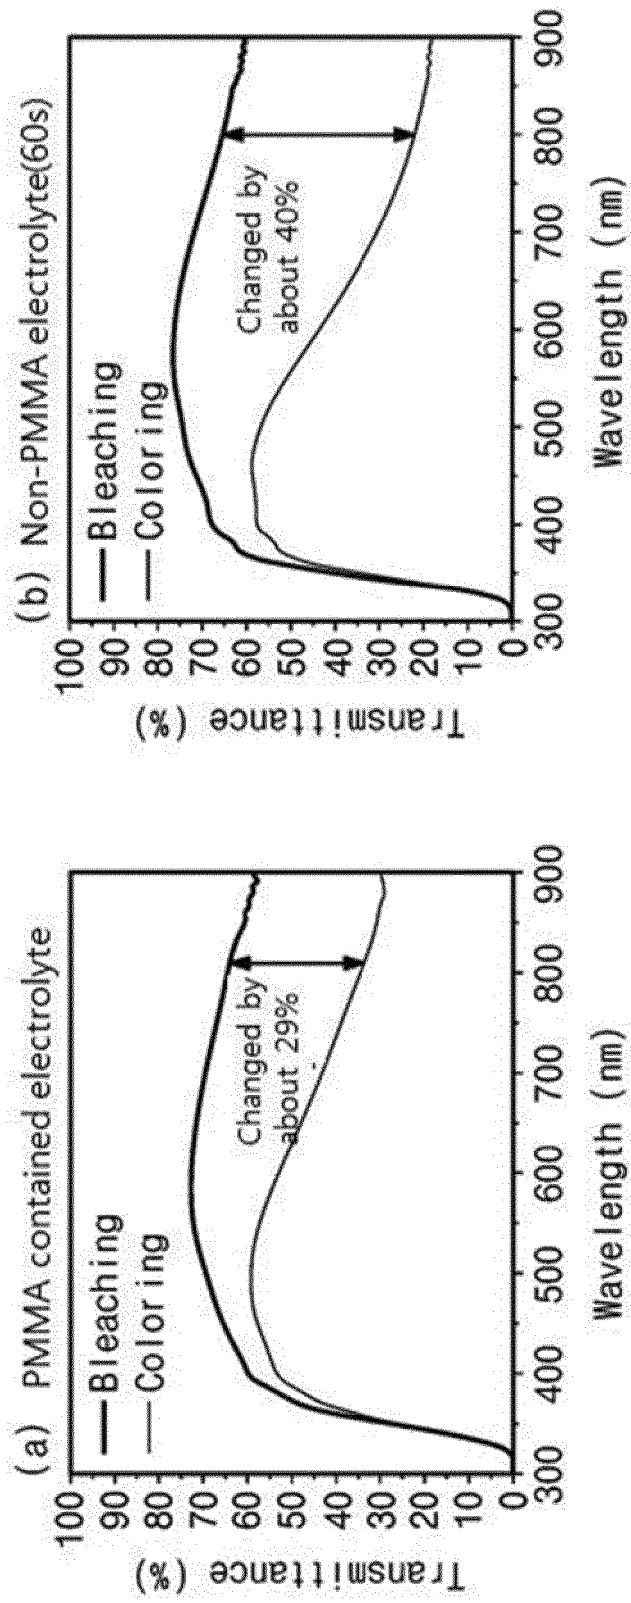 (a) PMMA contained electrolyte
Bleaching
Coloring
Changed by
about 29%
Transmittance (%)
100
90
80
70
60
50
40
30
20
10
0
300 400 500 600 700 800 900
Wavelength (nm)
(b) Non-PMMA electrolyte(60s)
Bleaching
Coloring
Changed by
about 40%
Transmittance (%)
100
90
80
70
60
50
40
30
20
10
0
300 400 500 600 700 800 900
Wavelength (nm)